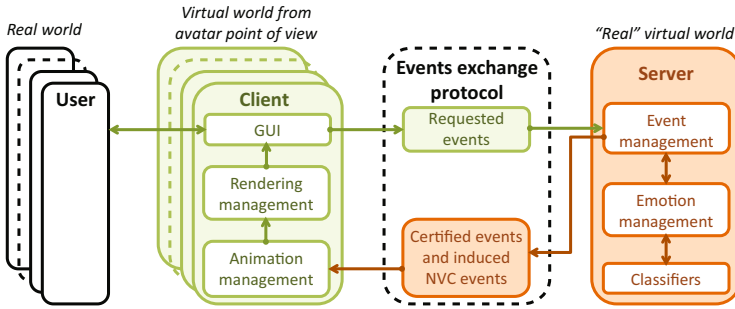 Real world
Virtual world from
avatar point of view
“Real” virtual world
User
Client
GUI
Rendering
management
Animation
management
Events exchange
protocol
Requested
events
Certified events
and induced
NVC events
Server
Event
management
Emotion
management
Classifiers